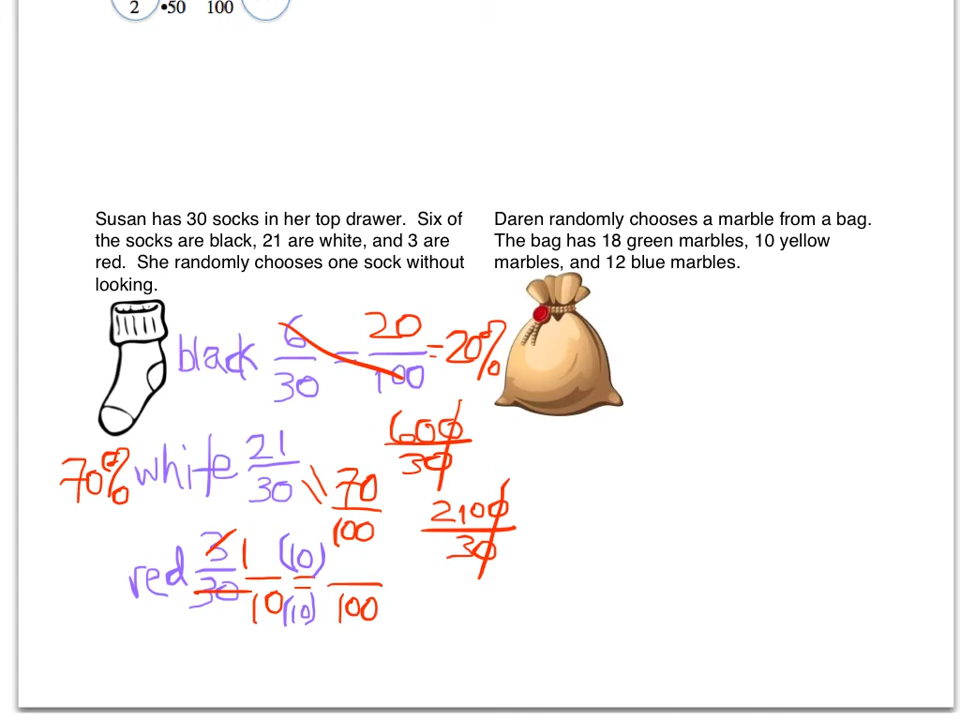 2 •50 100
Susan has 30 socks in her top drawer. Six of
the socks are black, 21 are white, and 3 are
red. She randomly chooses one sock without
looking.
Daren randomly chooses a marble from a bag.
The bag has 18 green marbles, 10 yellow
marbles, and 12 blue marbles.
black 6/30 = 20/100 = 20%
600/30
70% white 21/30 \\ 70/100
2100/30
red 3/30 1/10 (10)/(10) = /100